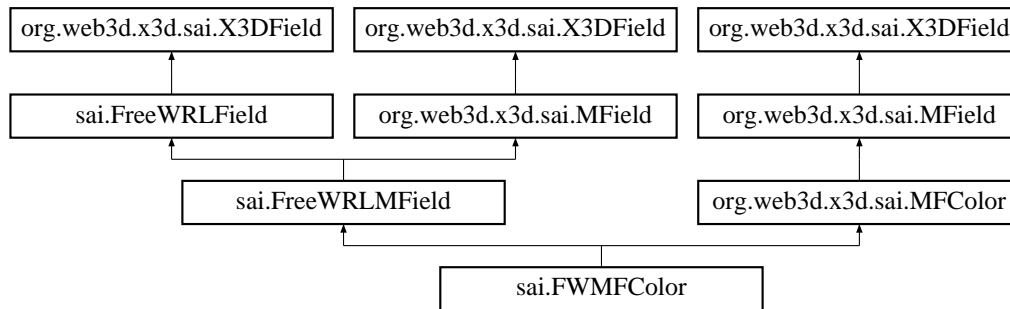 org.web3d.x3d.sai.X3DField
org.web3d.x3d.sai.X3DField
org.web3d.x3d.sai.X3DField
sai.FreeWRLField
org.web3d.x3d.sai.MField
org.web3d.x3d.sai.MField
sai.FreeWRLMField
org.web3d.x3d.sai.MFColor
sai.FWMFColor